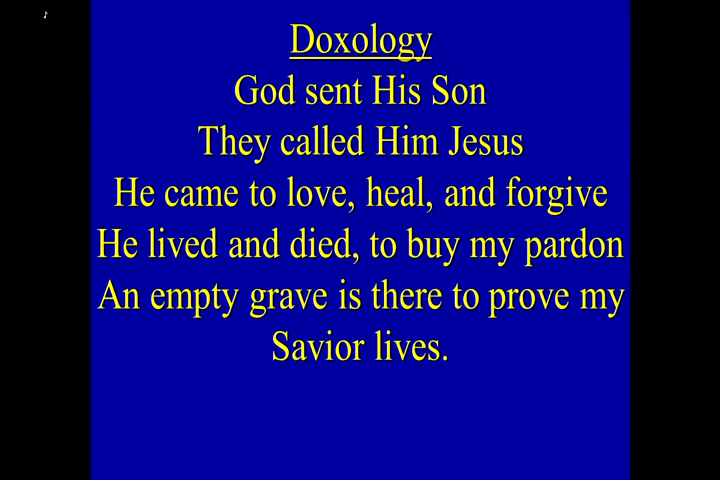 ♪
Doxology
God sent His Son
They called Him Jesus
He came to love, heal, and forgive
He lived and died, to buy my pardon
An empty grave is there to prove my
Savior lives.